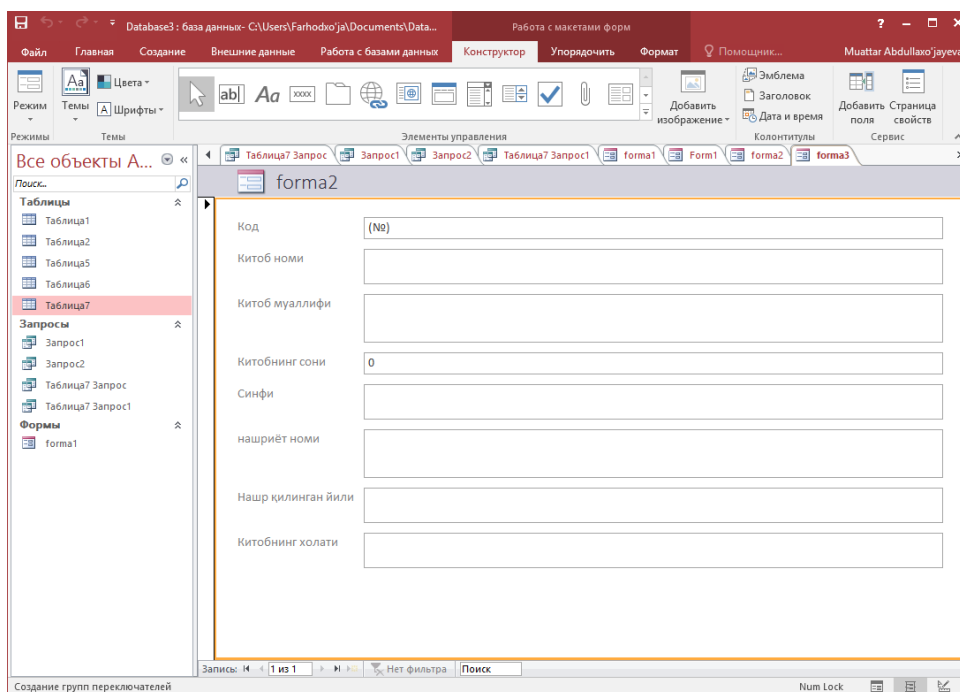 Database3 : база данных- C:\Users\Farhodxo'ja\Documents\Data...
Работа с макетами форм
?
Файл
Главная
Создание
Внешние данные
Работа с базами данных
Конструктор
Упорядочить
Формат
Помощник...
Muattar Abdullaxo'jayeva
Режим
Темы
Aa
Цвета
A Шрифты
ab|
Aa
xxxx
Добавить
изображение
Эмблема
Заголовок
Дата и время
Добавить
поля
Страница
свойств
Режимы
Темы
Элементы управления
Колонтитулы
Сервис
Все объекты A...
Поиск...
Таблицы
Таблица1
Таблица2
Таблица5
Таблица6
Таблица7
Запросы
Запрос1
Запрос2
Таблица7 Запрос
Таблица7 Запрос1
Формы
forma1
Таблица7 Запрос
Запрос1
Запрос2
Таблица7 Запрос1
forma1
Form1
forma2
forma3
forma2
Код
(№)
Китоб номи
Китоб муаллифи
Китобнинг сони
0
Синфи
нашриёт номи
Нашр қилинган йили
Китобнинг холати
Запись:
1 из 1
Нет фильтра
Поиск
Создание групп переключателей
Num Lock